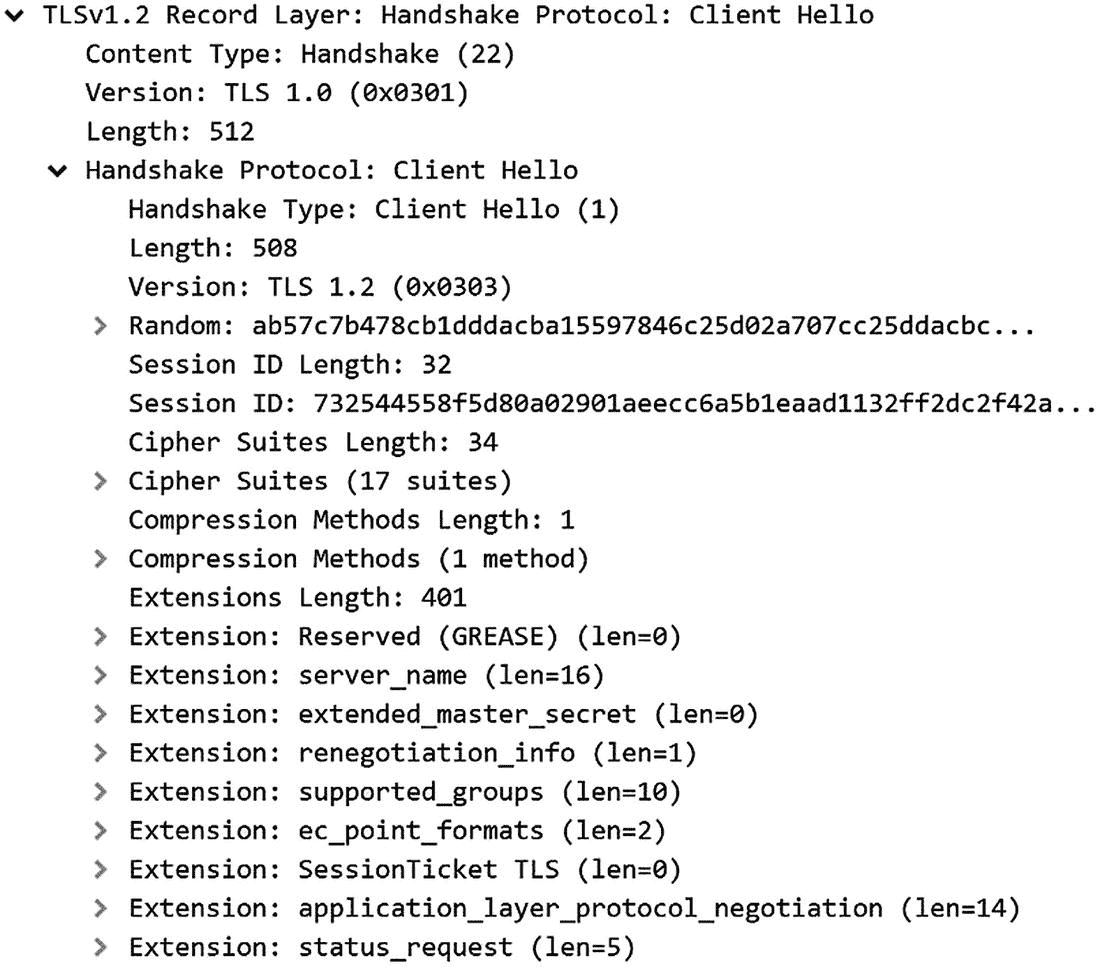 TLSv1.2 Record Layer: Handshake Protocol: Client Hello
Content Type: Handshake (22)
Version: TLS 1.0 (0x0301)
Length: 512
Handshake Protocol: Client Hello
Handshake Type: Client Hello (1)
Length: 508
Version: TLS 1.2 (0x0303)
Random: ab57c7b478cb1dddacba15597846c25d02a707cc25ddacbc...
Session ID Length: 32
Session ID: 732544558f5d80a02901aeecc6a5b1eaad1132ff2dc2f42a...
Cipher Suites Length: 34
Cipher Suites (17 suites)
Compression Methods Length: 1
Compression Methods (1 method)
Extensions Length: 401
Extension: Reserved (GREASE) (len=0)
Extension: server_name (len=16)
Extension: extended_master_secret (len=0)
Extension: renegotiation_info (len=1)
Extension: supported_groups (len=10)
Extension: ec_point_formats (len=2)
Extension: SessionTicket TLS (len=0)
Extension: application_layer_protocol_negotiation (len=14)
Extension: status_request (len=5)